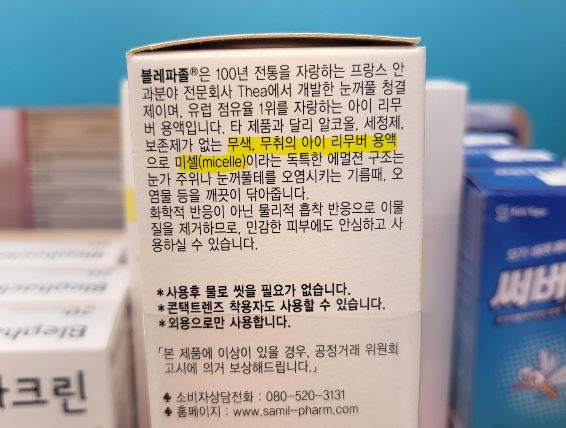 블레파졸®은 100년 전통을 자랑하는 프랑스 안
과분야 전문회사 Thea에서 개발한 눈꺼풀 청결
제이며, 유럽 점유율 1위를 자랑하는 아이 리무
버 용액입니다. 타 제품과 달리 알코올, 세정제,
보존제가 없는 무색, 무취의 아이 리무버 용액
으로 미셀(micelle)이라는 독특한 에멀젼 구조는
눈가 주위나 눈꺼풀테를 오염시키는 기름때, 오
염물 등을 깨끗이 닦아줍니다.
화학적 반응이 아닌 물리적 흡착 반응으로 이물
질을 제거하므로, 민감한 피부에도 안심하고 사
용하실 수 있습니다.
*사용후 물로 씻을 필요가 없습니다.
*콘택트렌즈 착용자도 사용할 수 있습니다.
*외용으로만 사용합니다.
「본 제품에 이상이 있을 경우, 공정거래 위원회
고시에 의거 보상해드립니다.」
♠ 소비자상담전화 : 080-520-3131
♠ 홈페이지 : www.samil-pharm.com
크린
써버